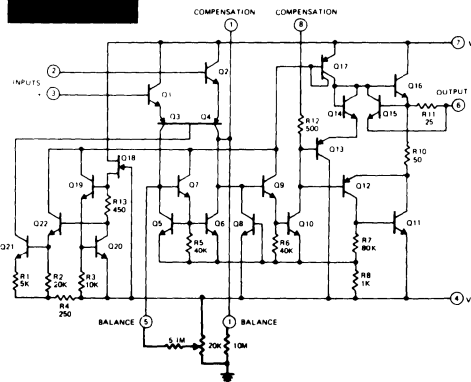 COMPENSATION COMPENSATION
1 8
7 V
2
Q2
Q17
Q16
INPUTS
3
Q1
OUTPUT
Q14
Q15
6
R11
25
Q3 Q4
R12
500
Q13
R10
50
Q18
Q19
Q7
Q9
Q12
R13
450
Q22
Q5
Q6
Q8
Q10
Q11
Q21
Q20
R5
40K
R6
40K
R7
80K
R1
5K
R2
20K
R3
10K
R8
1K
R4
250
4 V
BALANCE 5
1 BALANCE
5.1M
20K
10M